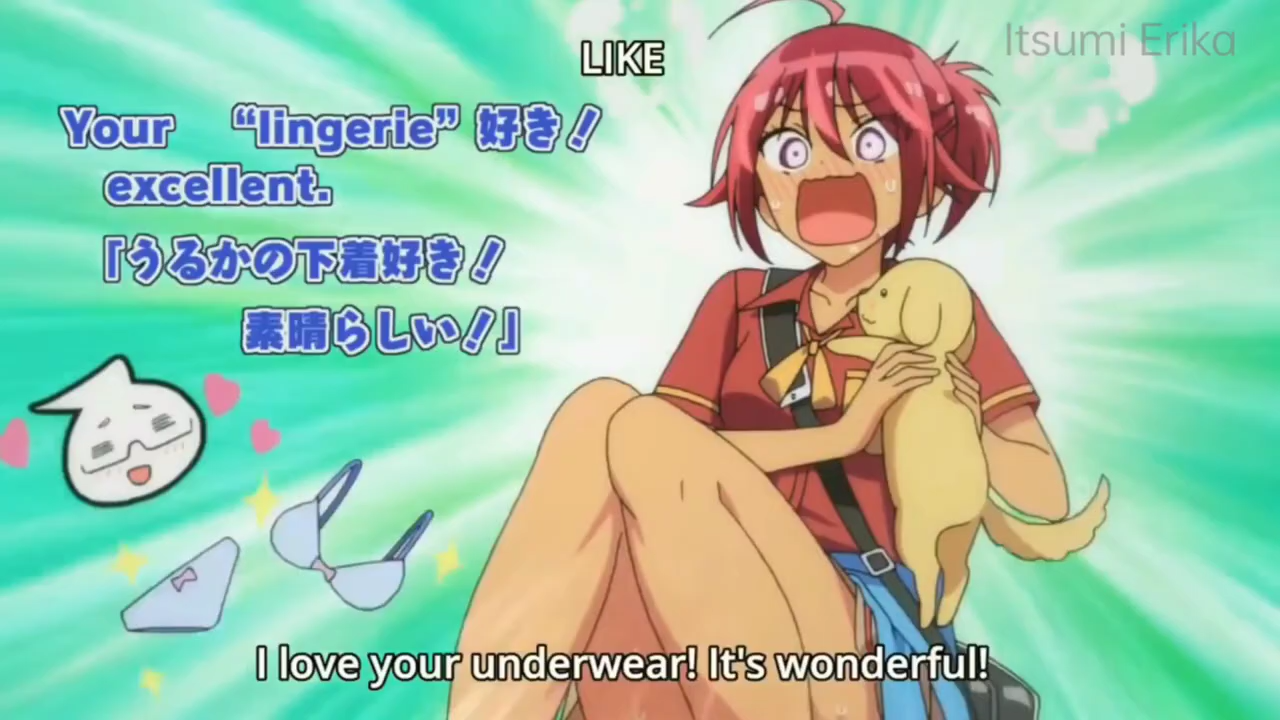 Itsumi Erika
LIKE
Your “lingerie” 好き！
excellent.
「うるかの下着好き！
素晴らしい！」
I love your underwear! It's wonderful!